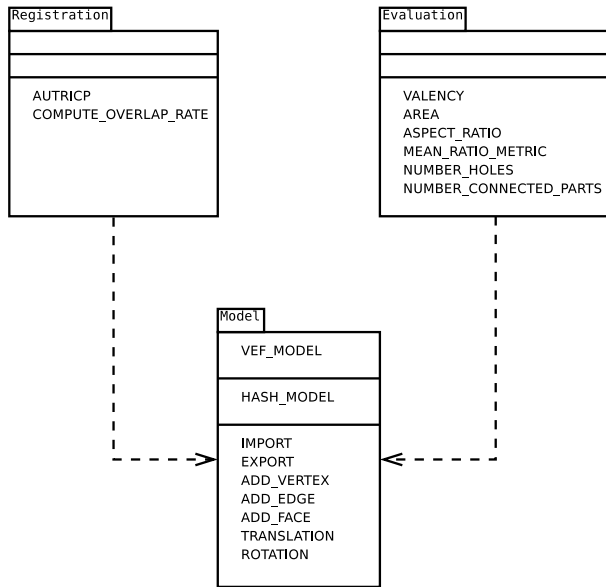 Registration
AUTRICP
COMPUTE_OVERLAP_RATE
Evaluation
VALENCY
AREA
ASPECT_RATIO
MEAN_RATIO_METRIC
NUMBER_HOLES
NUMBER_CONNECTED_PARTS
Model
VEF_MODEL
HASH_MODEL
IMPORT
EXPORT
ADD_VERTEX
ADD_EDGE
ADD_FACE
TRANSLATION
ROTATION